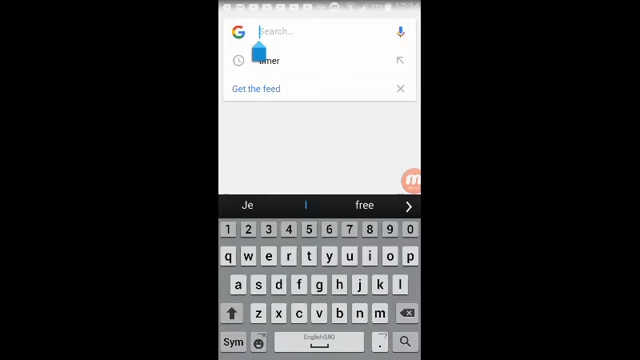 Search...
timer
Get the feed
Je I free
1 2 3 4 5 6 7 8 9 0
q w e r t y u i o p
a s d f g h j k l
z x c v b n m
Sym English(UK) .